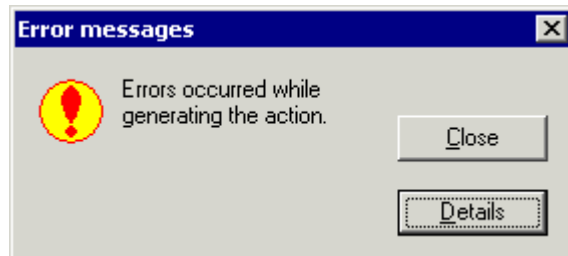 Error messages
Errors occurred while
generating the action.
Close
Details